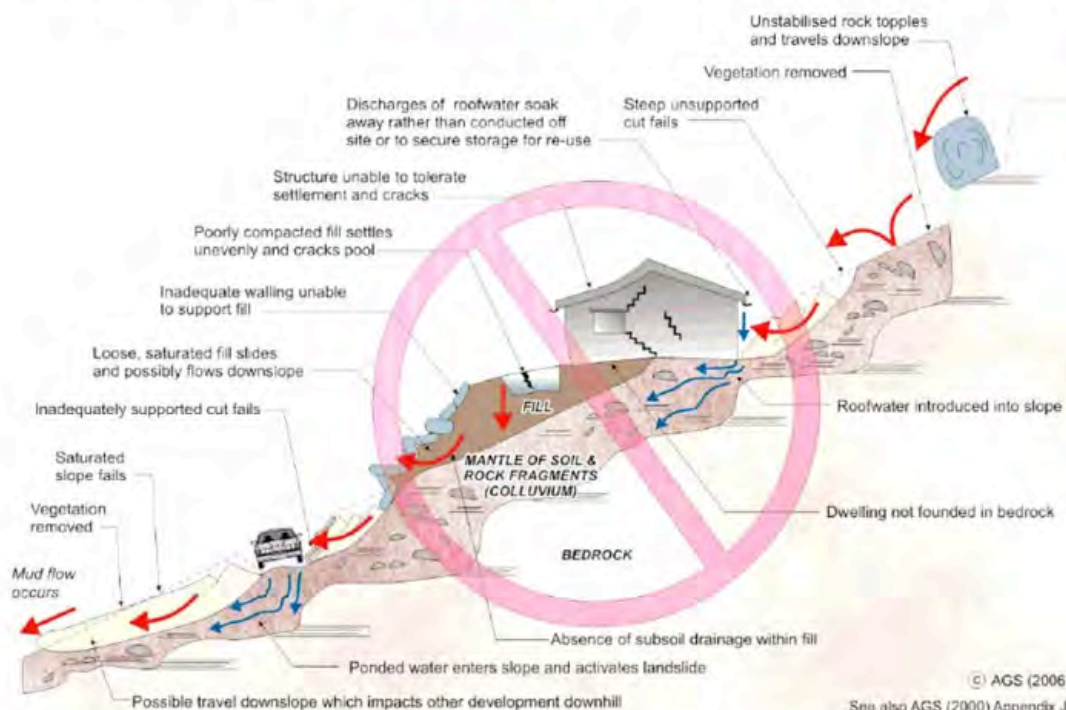 Unstabilised rock topples
and travels downslope
Vegetation removed
Discharges of roofwater soak
away rather than conducted off
site or to secure storage for re-use
Steep unsupported
cut fails
Structure unable to tolerate
settlement and cracks
Poorly compacted fill settles
unevenly and cracks pool
Inadequate walling unable
to support fill
Loose, saturated fill slides
and possibly flows downslope
Inadequately supported cut fails
Roofwater introduced into slope
FILL
Saturated
slope fails
MANTLE OF SOIL &
ROCK FRAGMENTS
(COLLUVIUM)
Vegetation
removed
Dwelling not founded in bedrock
BEDROCK
Mud flow
occurs
Absence of subsoil drainage within fill
Ponded water enters slope and activates landslide
Possible travel downslope which impacts other development downhill
© AGS (2006
See also AGS (2000) Appendix J